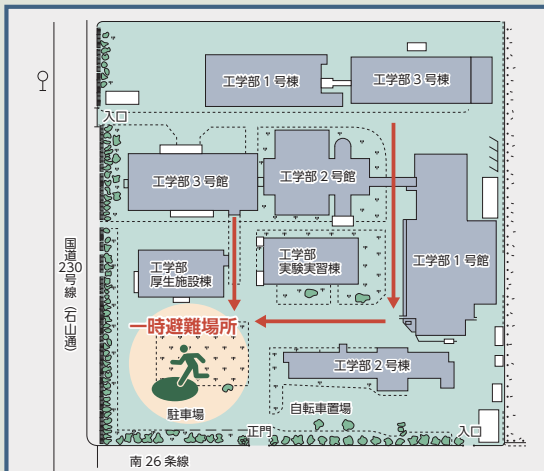 工学部1号棟
工学部3号棟
入口
工学部3号館
工学部2号館
工学部1号館
国道230号線（石山通）
工学部
厚生施設棟
工学部
実験実習棟
一時避難場所
工学部2号棟
駐車場
自転車置場
正門
入口
南26条線